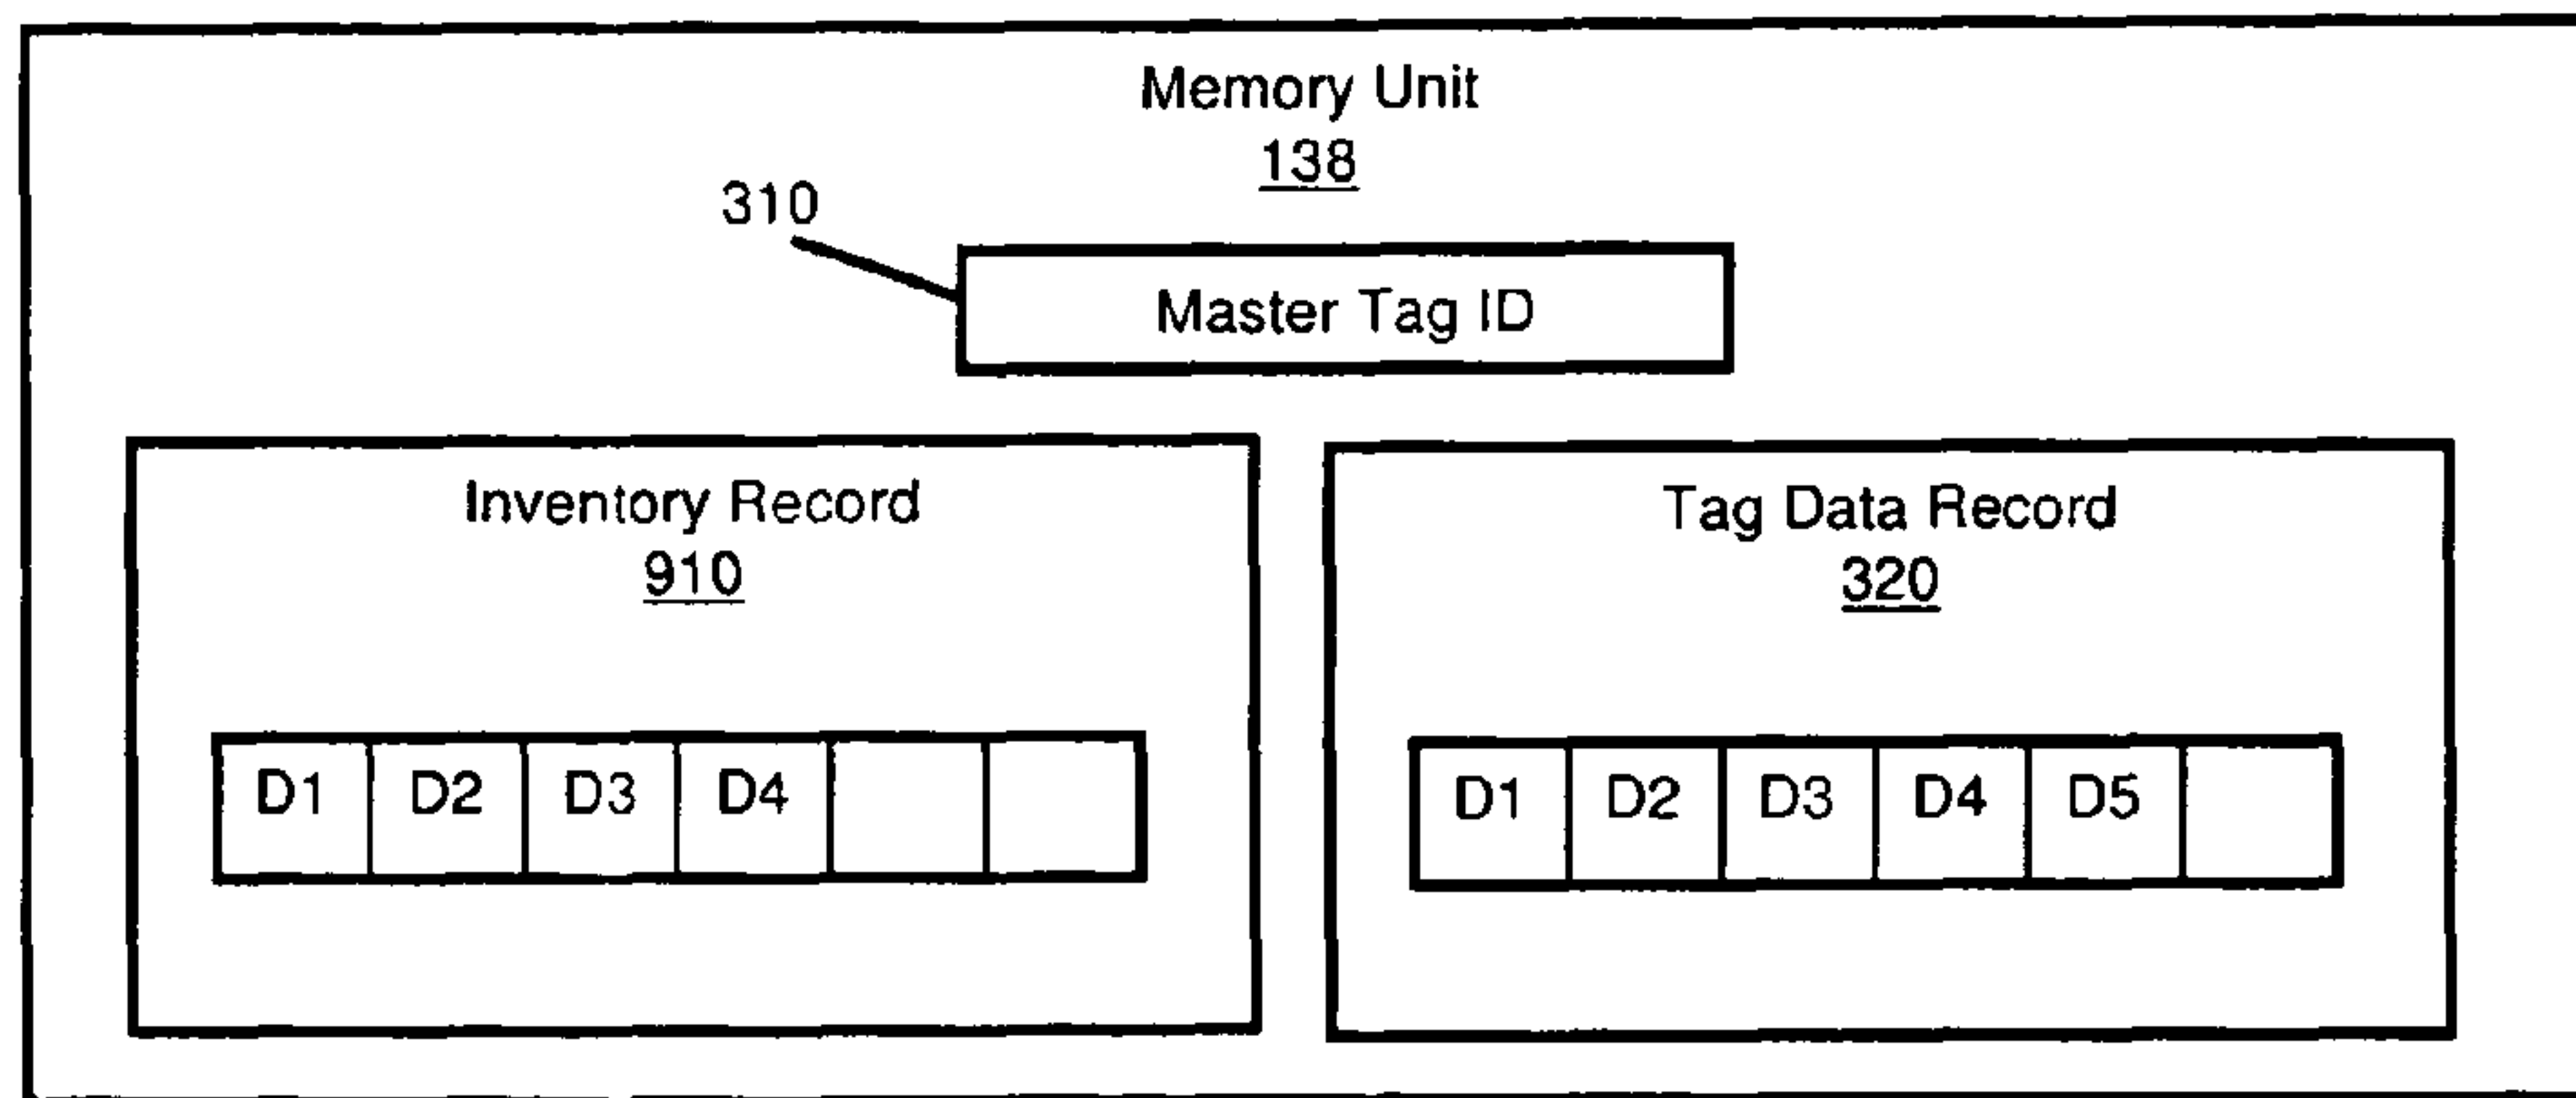 Memory Unit
138
310
Master Tag ID
Inventory Record
910
D1 D2 D3 D4
Tag Data Record
320
D1 D2 D3 D4 D5